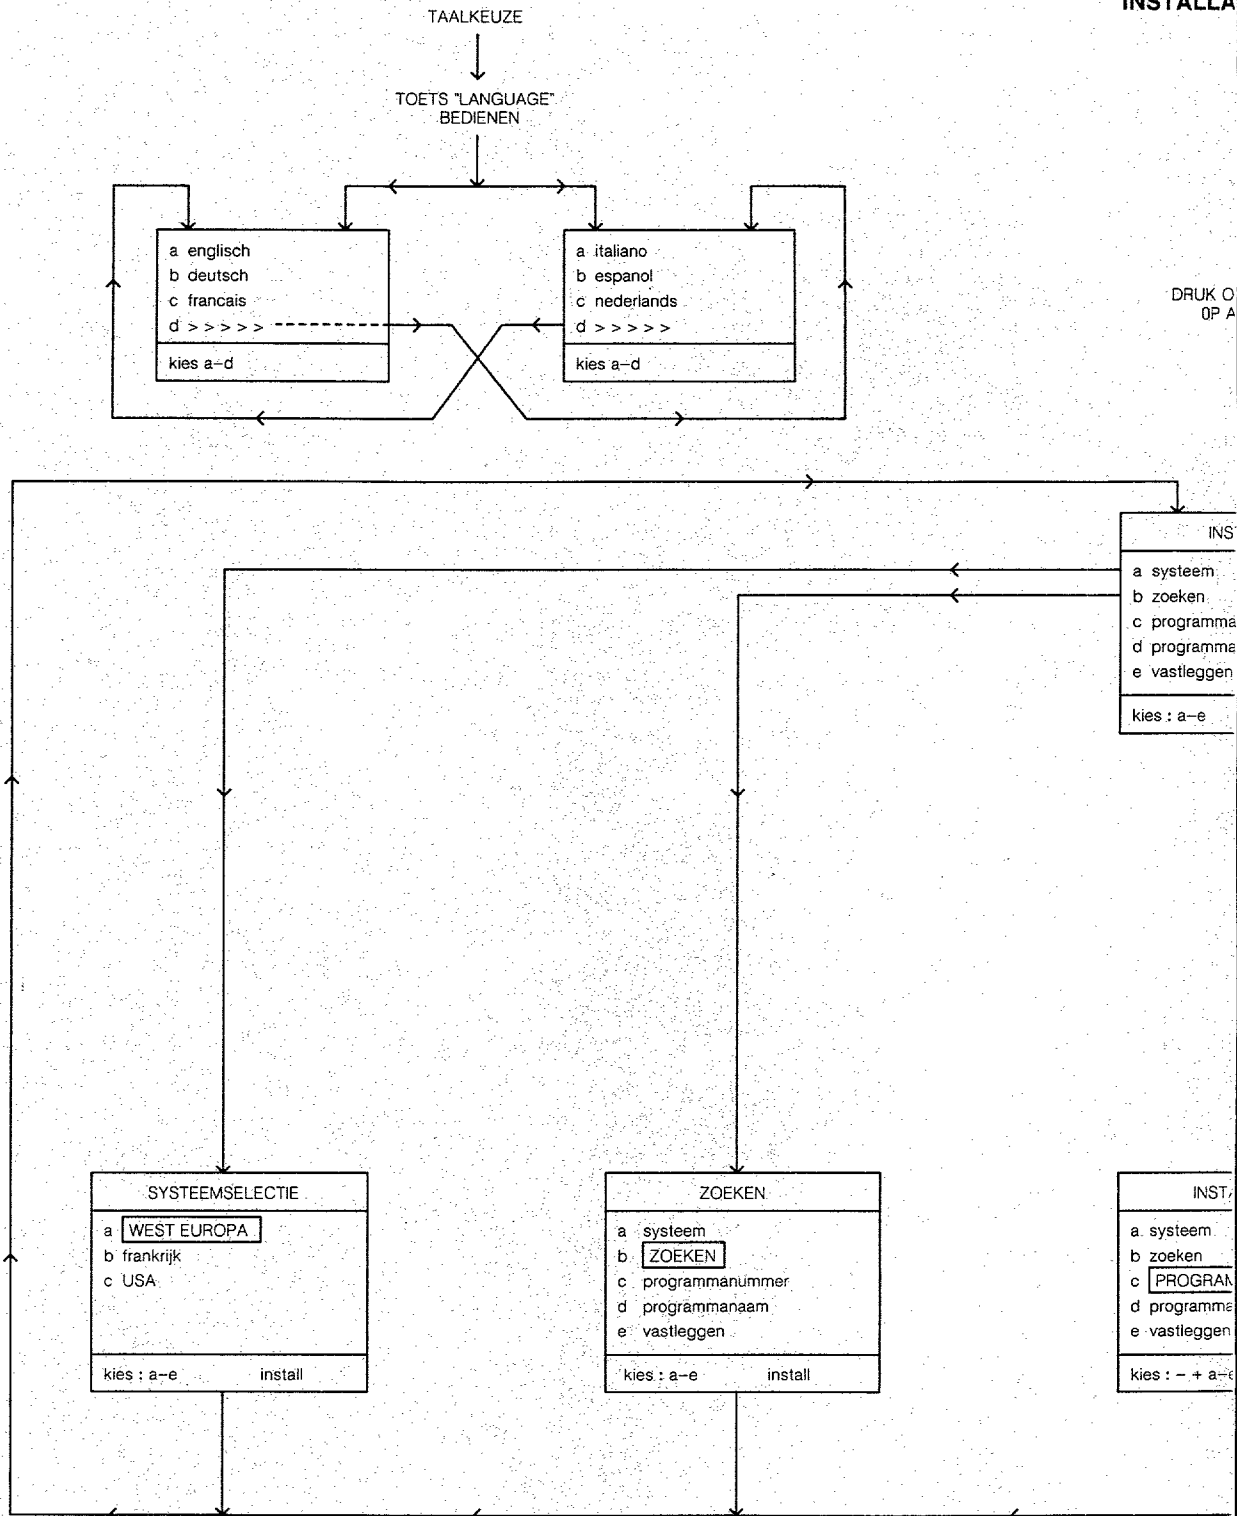 INSTALLA
TAALKEUZE
TOETS "LANGUAGE"
BEDIENEN
a englisch
b deutsch
c francais
d > > > > >
kies a–d
a italiano
b espanol
c nederlands
d > > > > >
kies a–d
DRUK O
0P A
INS
a systeem
b zoeken
c programma
d programma
e vastleggen
kies : a–e
SYSTEEMSELECTIE
a WEST EUROPA
b frankrijk
c USA
kies : a–e install
ZOEKEN
a systeem
b ZOEKEN
c programmanummer
d programmanaam
e vastleggen
kies : a–e install
INSTA
a systeem
b zoeken
c PROGRAM
d programma
e vastleggen
kies : – + a–e